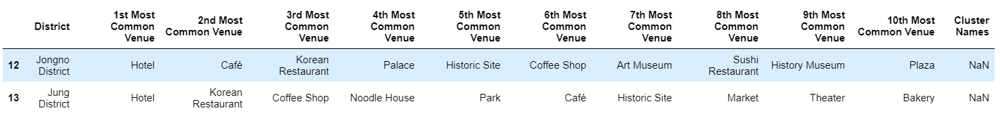 District 1st Most Common Venue 2nd Most Common Venue 3rd Most Common Venue 4th Most Common Venue 5th Most Common Venue 6th Most Common Venue 7th Most Common Venue 8th Most Common Venue 9th Most Common Venue 10th Most Common Venue Cluster Names
12 Jongno District Hotel Café Korean Restaurant Palace Historic Site Coffee Shop Art Museum Sushi Restaurant History Museum Plaza NaN
13 Jung District Hotel Korean Restaurant Coffee Shop Noodle House Park Café Historic Site Market Theater Bakery NaN